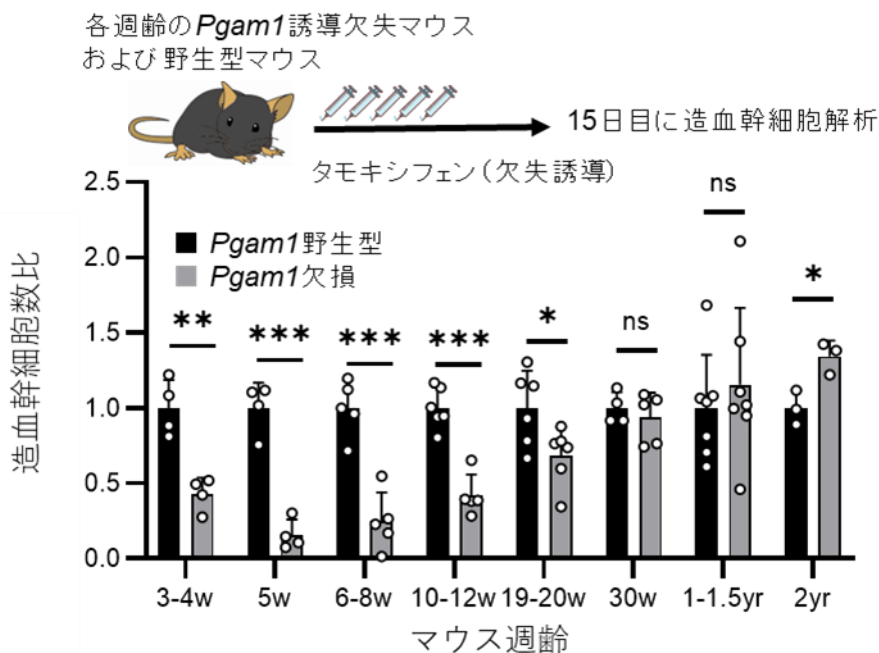 各週齢のPgam1誘導欠失マウス
および野生型マウス
15日目に造血幹細胞解析
タモキシフェン（欠失誘導）
造血幹細胞数比
2.5
2.0
1.5
1.0
0.5
0.0
Pgam1野生型
Pgam1欠損
**
***
***
***
*
ns
ns
*
3-4w
5w
6-8w
10-12w
19-20w
30w
1-1.5yr
2yr
マウス週齢